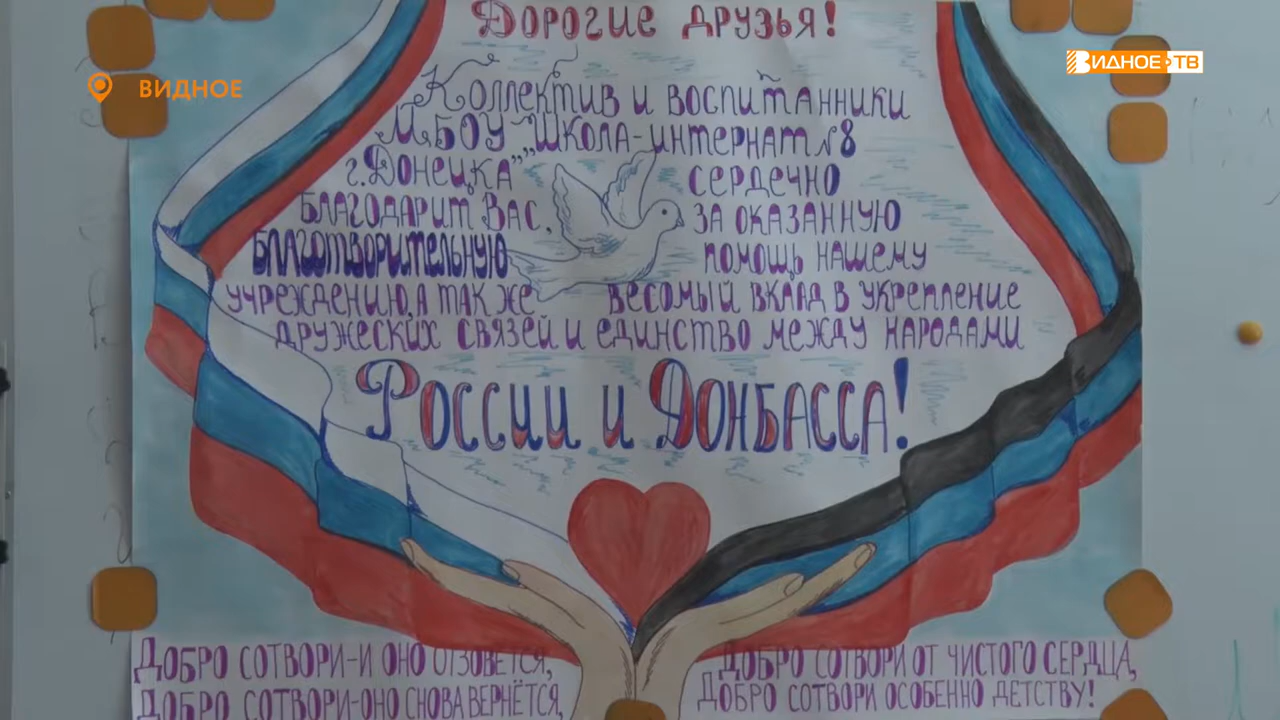 Дорогие друзья!
ВИДНОЕ
ВИДНОЕ ТВ
Коллектив и воспитанники
МБОУ „Школа-интернат №8
г.Донецка” сердечно
благодарит Вас, за оказанную
благотворительную помощь нашему
учреждению, а так же весомый вклад в укрепление
дружеских связей и единство между народами
России и Донбасса!
Добро сотвори-и оно отзовется,
Добро сотвори-оно снова вернётся,
Добро сотвори от чистого сердца,
Добро сотвори особенно детству!